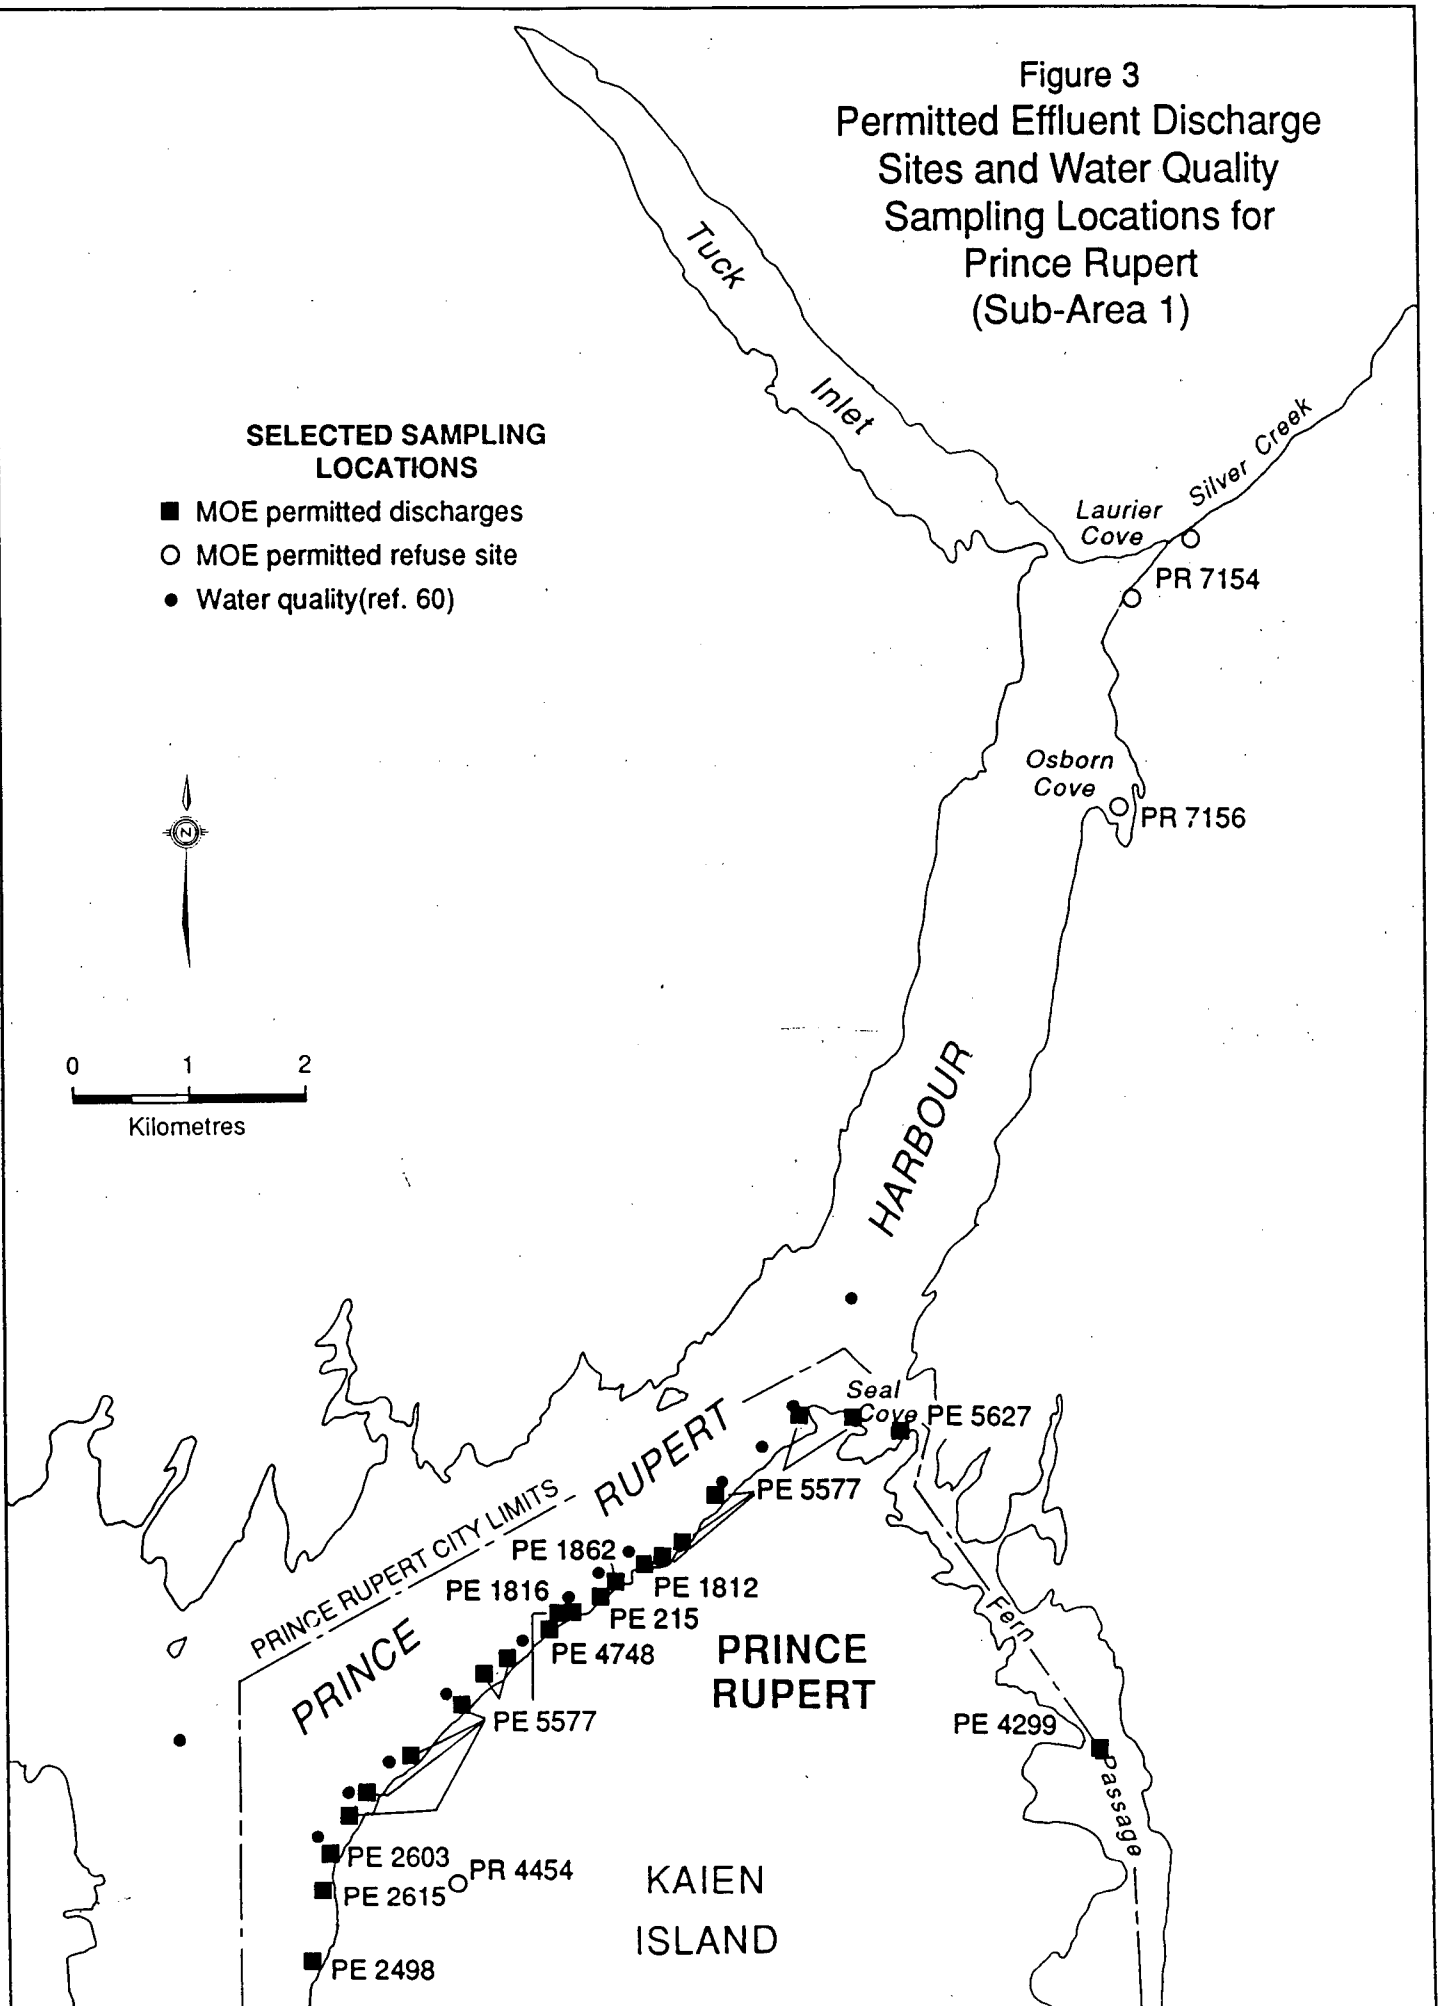 Figure 3
Permitted Effluent Discharge
Sites and Water Quality
Sampling Locations for
Prince Rupert
(Sub-Area 1)
Tuck
Inlet
Silver Creek
Laurier
Cove
PR 7154
SELECTED SAMPLING
LOCATIONS
MOE permitted discharges
MOE permitted refuse site
Water quality(ref. 60)
Osborn
Cove
PR 7156
N
0 1 2
Kilometres
HARBOUR
Seal
Cove
PE 5627
RUPERT
PE 5577
PRINCE RUPERT CITY LIMITS
PE 1862
PE 1816
PE 1812
PE 215
PE 4748
PRINCE
PRINCE
RUPERT
Fern
PE 5577
PE 4299
Passage
PE 2603
PR 4454
PE 2615
KAIEN
ISLAND
PE 2498